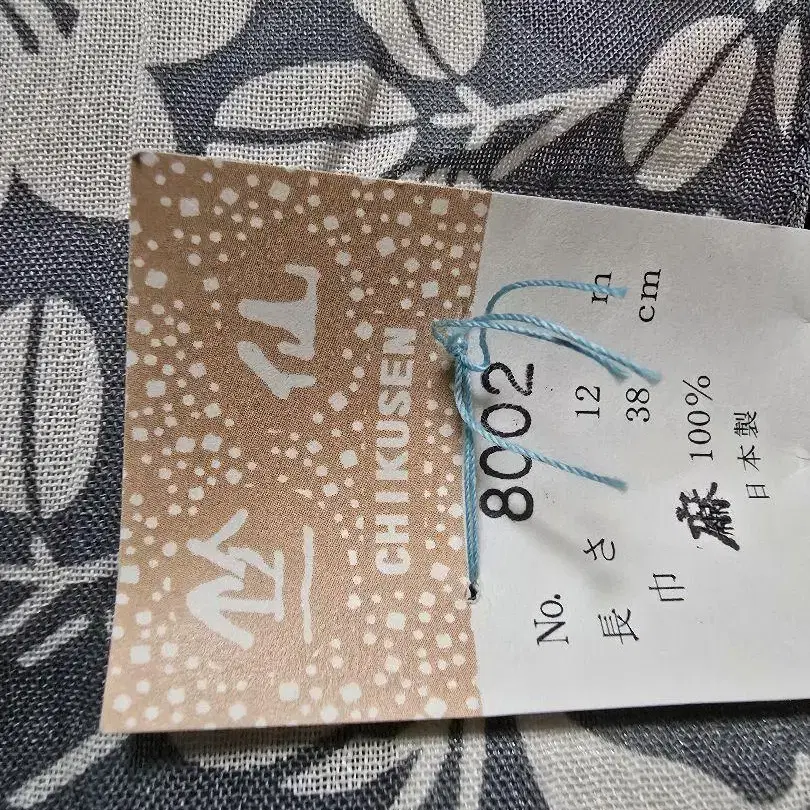 竺仙
CHIKUSEN
No. 8002
長さ 12 m
巾 38 cm
麻 100%
日本製